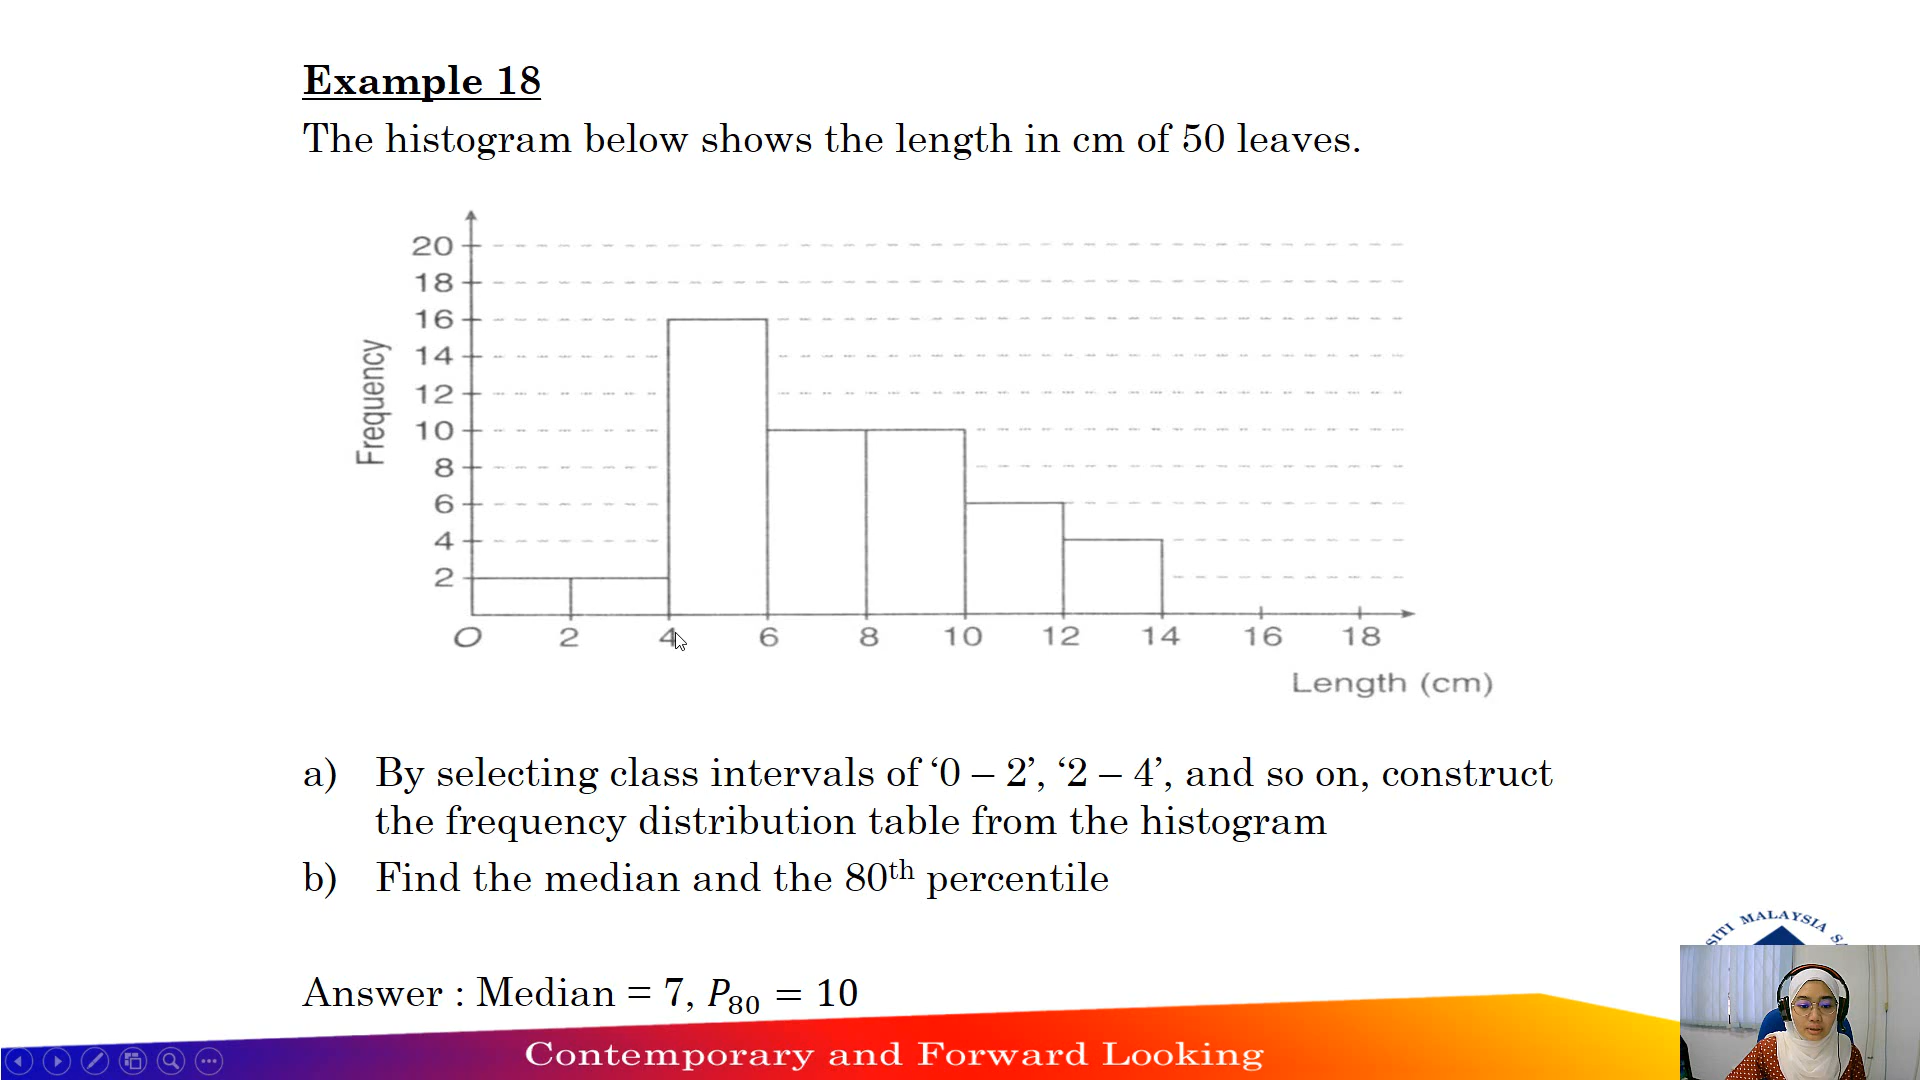 Example 18
The histogram below shows the length in cm of 50 leaves.
Frequency
20
18
16
14
12
10
8
6
4
2
O 2 4 6 8 10 12 14 16 18
Length (cm)
a) By selecting class intervals of ‘0 – 2’, ‘2 – 4’, and so on, construct
the frequency distribution table from the histogram
b) Find the median and the 80th percentile
Answer : Median = 7, P80 = 10
MALAYSIA
Contemporary and Forward Looking